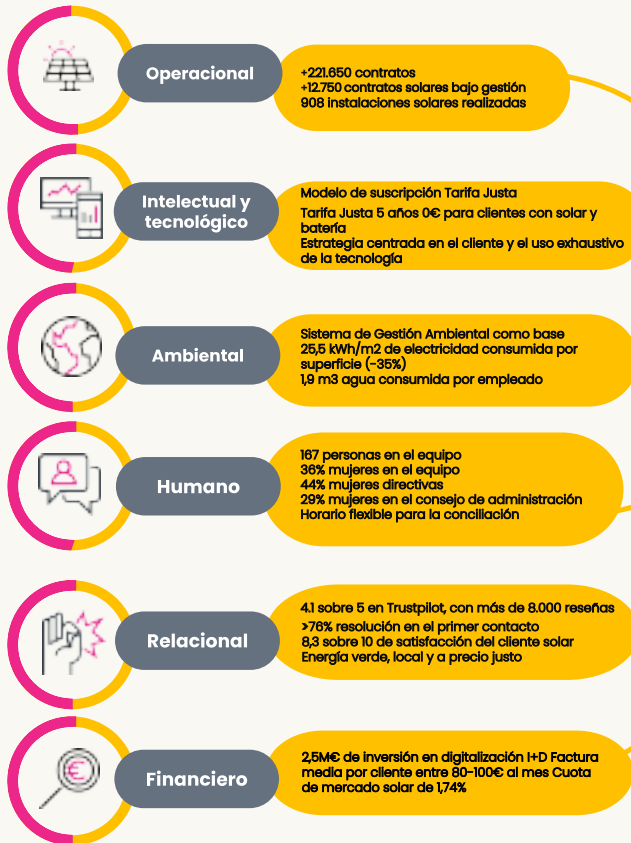 Operacional
+221.650 contratos
+12.750 contratos solares bajo gestión
908 instalaciones solares realizadas
Intelectual y
tecnológico
Modelo de suscripción Tarifa Justa
Tarifa Justa 5 años 0€ para clientes con solar y
batería
Estrategia centrada en el cliente y el uso exhaustivo
de la tecnología
Ambiental
Sistema de Gestión Ambiental como base
25,5 kWh/m2 de electricidad consumida por
superficie (-35%)
1,9 m3 agua consumida por empleado
Humano
167 personas en el equipo
36% mujeres en el equipo
44% mujeres directivas
29% mujeres en el consejo de administración
Horario flexible para la conciliación
Relacional
4.1 sobre 5 en Trustpilot, con más de 8.000 reseñas
>76% resolución en el primer contacto
8,3 sobre 10 de satisfacción del cliente solar
Energía verde, local y a precio justo
€
Financiero
2,5M€ de inversión en digitalización I+D Factura
media por cliente entre 80-100€ al mes Cuota
de mercado solar de 1,74%